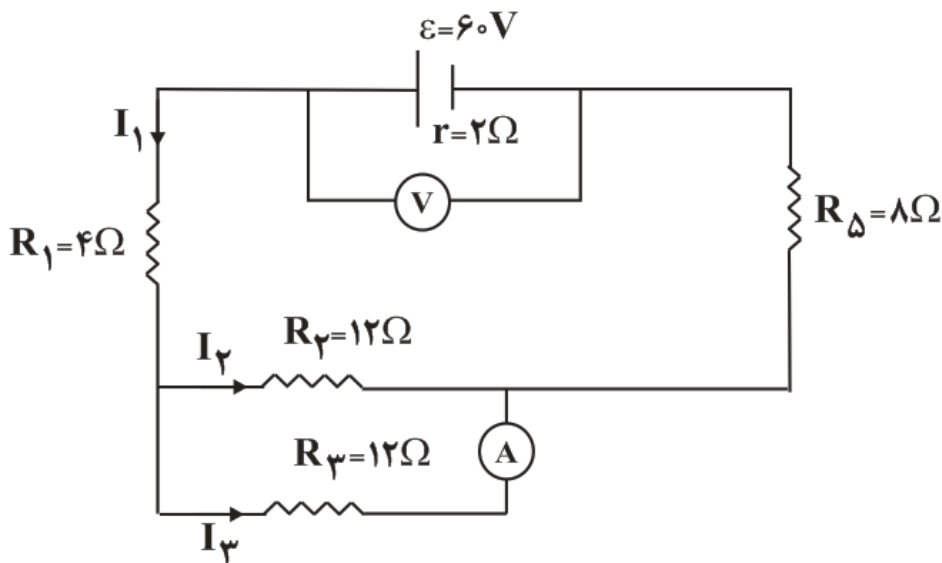 ε=۶۰V
r=۲Ω
I۱
V
R۱=۴Ω
R۵=۸Ω
I۲
R۲=۱۲Ω
R۳=۱۲Ω
A
I۳